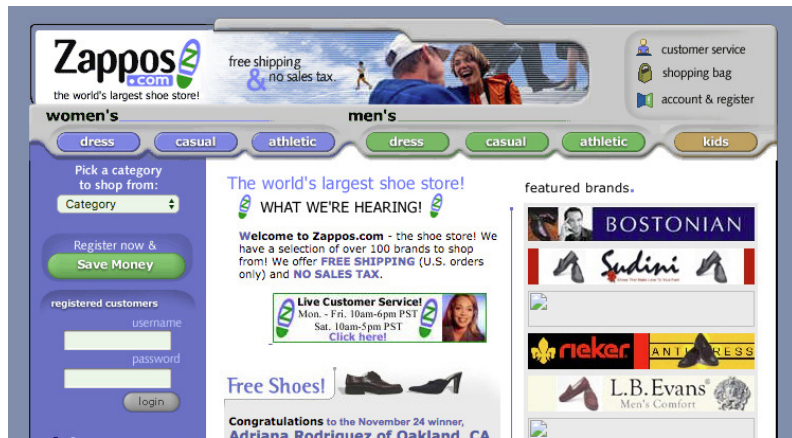 Zappos
.com
the world's largest shoe store!
free shipping
& no sales tax.
customer service
shopping bag
account & register
women's
men's
dress
casual
athletic
dress
casual
athletic
kids
Pick a category
to shop from:
Category
Register now &
Save Money
registered customers
username
password
login
The world's largest shoe store!
WHAT WE'RE HEARING!
Welcome to Zappos.com - the shoe store! We
have a selection of over 100 brands to shop
from! We offer FREE SHIPPING (U.S. orders
only) and NO SALES TAX.
Live Customer Service!
Mon. - Fri. 10am-6pm PST
Sat. 10am-5pm PST
Click here!
Free Shoes!
Congratulations to the November 24 winner,
Adriana Rodriguez of Oakland, CA
featured brands.
BOSTONIAN
Sudini
rieker
L.B. Evans
Men's Comfort